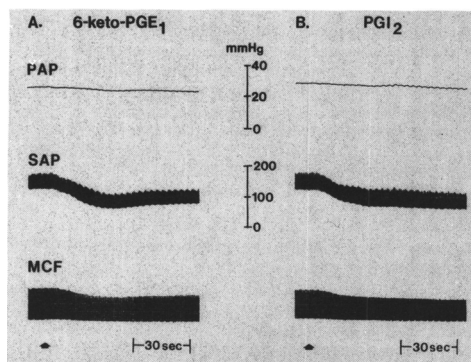 A. 6-keto-PGE1
B. PGI2
mmHg
PAP
40
20
0
SAP
200
100
0
MCF
30 sec
30 sec